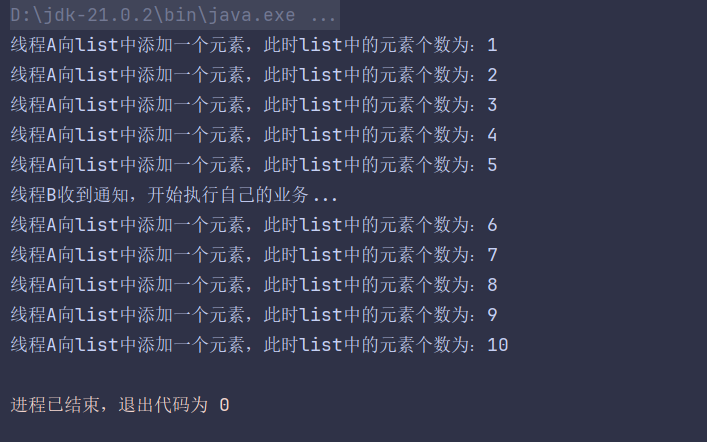 D:\jdk-21.0.2\bin\java.exe ...
线程A向list中添加一个元素，此时list中的元素个数为：1
线程A向list中添加一个元素，此时list中的元素个数为：2
线程A向list中添加一个元素，此时list中的元素个数为：3
线程A向list中添加一个元素，此时list中的元素个数为：4
线程A向list中添加一个元素，此时list中的元素个数为：5
线程B收到通知，开始执行自己的业务...
线程A向list中添加一个元素，此时list中的元素个数为：6
线程A向list中添加一个元素，此时list中的元素个数为：7
线程A向list中添加一个元素，此时list中的元素个数为：8
线程A向list中添加一个元素，此时list中的元素个数为：9
线程A向list中添加一个元素，此时list中的元素个数为：10
进程已结束，退出代码为 0